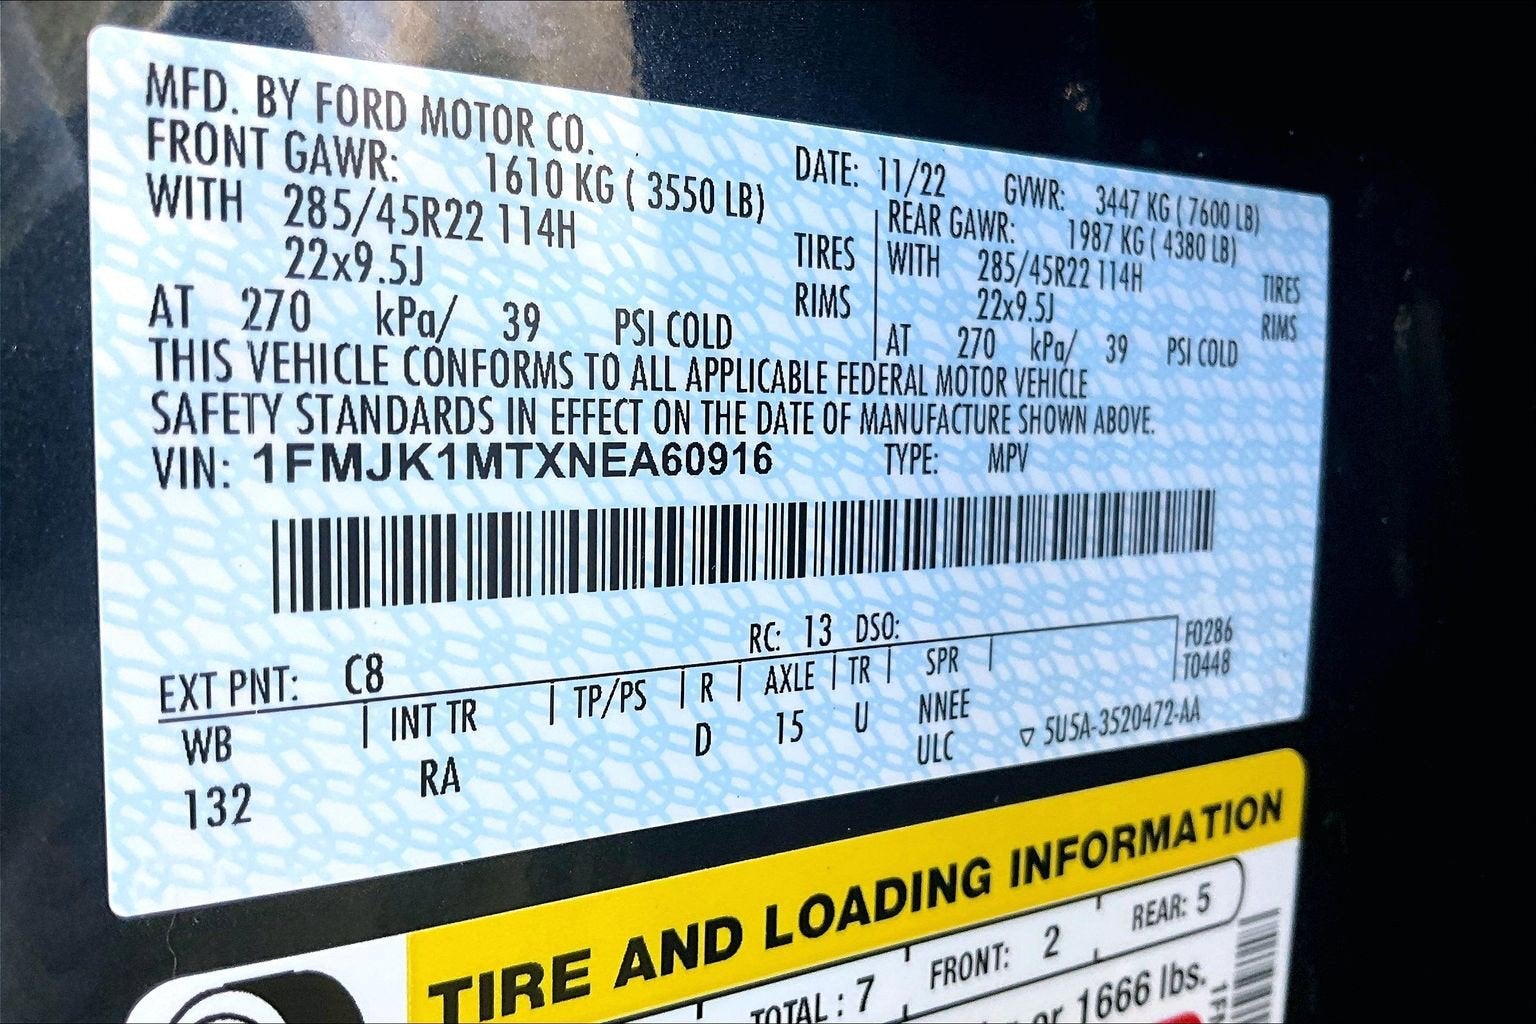 MFD. BY FORD MOTOR CO.
DATE: 11/22 GVWR: 3447 KG ( 7600 LB)
FRONT GAWR: 1610 KG ( 3550 LB)
WITH 285/45R22 114H TIRES
22x9.5J RIMS
AT 270 kPa/ 39 PSI COLD
REAR GAWR: 1987 KG ( 4380 LB)
WITH 285/45R22 114H TIRES
22x9.5J RIMS
AT 270 kPa/ 39 PSI COLD
THIS VEHICLE CONFORMS TO ALL APPLICABLE FEDERAL MOTOR VEHICLE
SAFETY STANDARDS IN EFFECT ON THE DATE OF MANUFACTURE SHOWN ABOVE.
VIN: 1FMJK1MTXNEA60916 TYPE: MPV
EXT PNT: C8 RC: 13 DSO:
F0286
T0448
WB INT TR TP/PS R AXLE TR SPR
132 RA D 15 U NNEE
ULC
▽ 5U5A-3520472-AA
TIRE AND LOADING INFORMATION
TOTAL : 7 FRONT: 2 REAR: 5
or 1666 lbs.